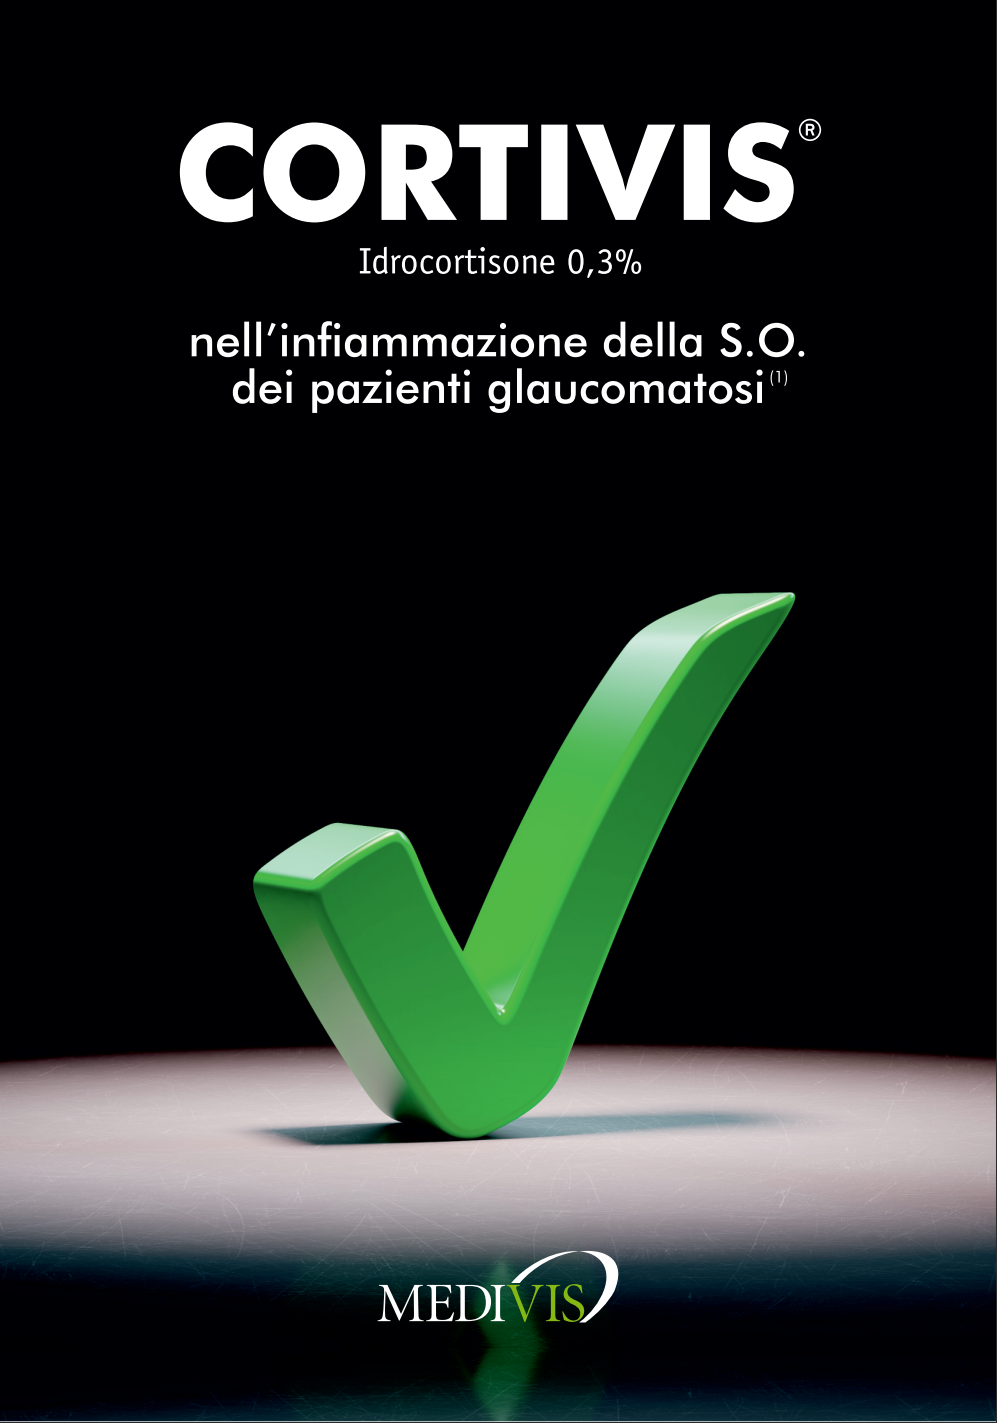 CORTIVIS®
Idrocortisone 0,3%
nell'infiammazione della S.O.
dei pazienti glaucomatosi(1)
MEDIVIS